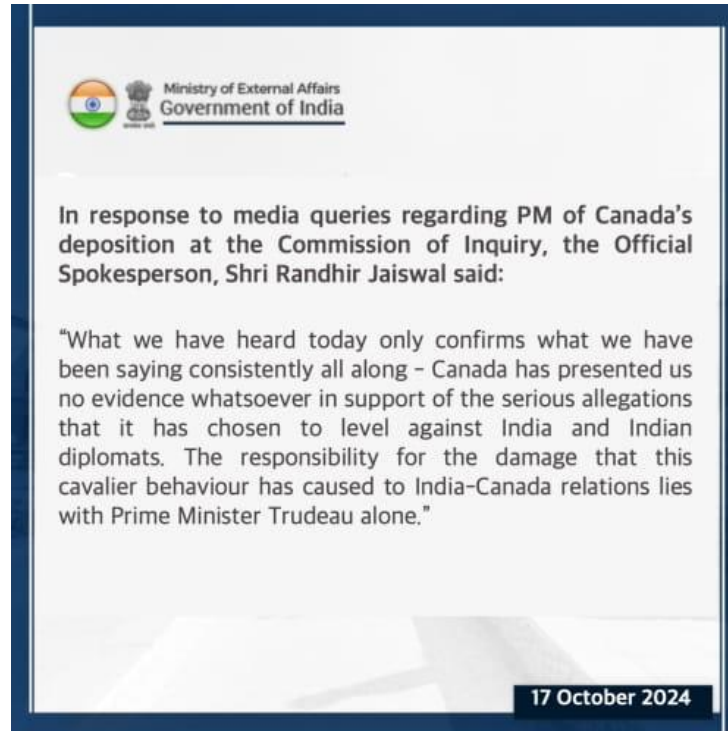 Ministry of External Affairs
Government of India
In response to media queries regarding PM of Canada's
deposition at the Commission of Inquiry, the Official
Spokesperson, Shri Randhir Jaiswal said:
“What we have heard today only confirms what we have
been saying consistently all along – Canada has presented us
no evidence whatsoever in support of the serious allegations
that it has chosen to level against India and Indian
diplomats. The responsibility for the damage that this
cavalier behaviour has caused to India-Canada relations lies
with Prime Minister Trudeau alone.”
17 October 2024